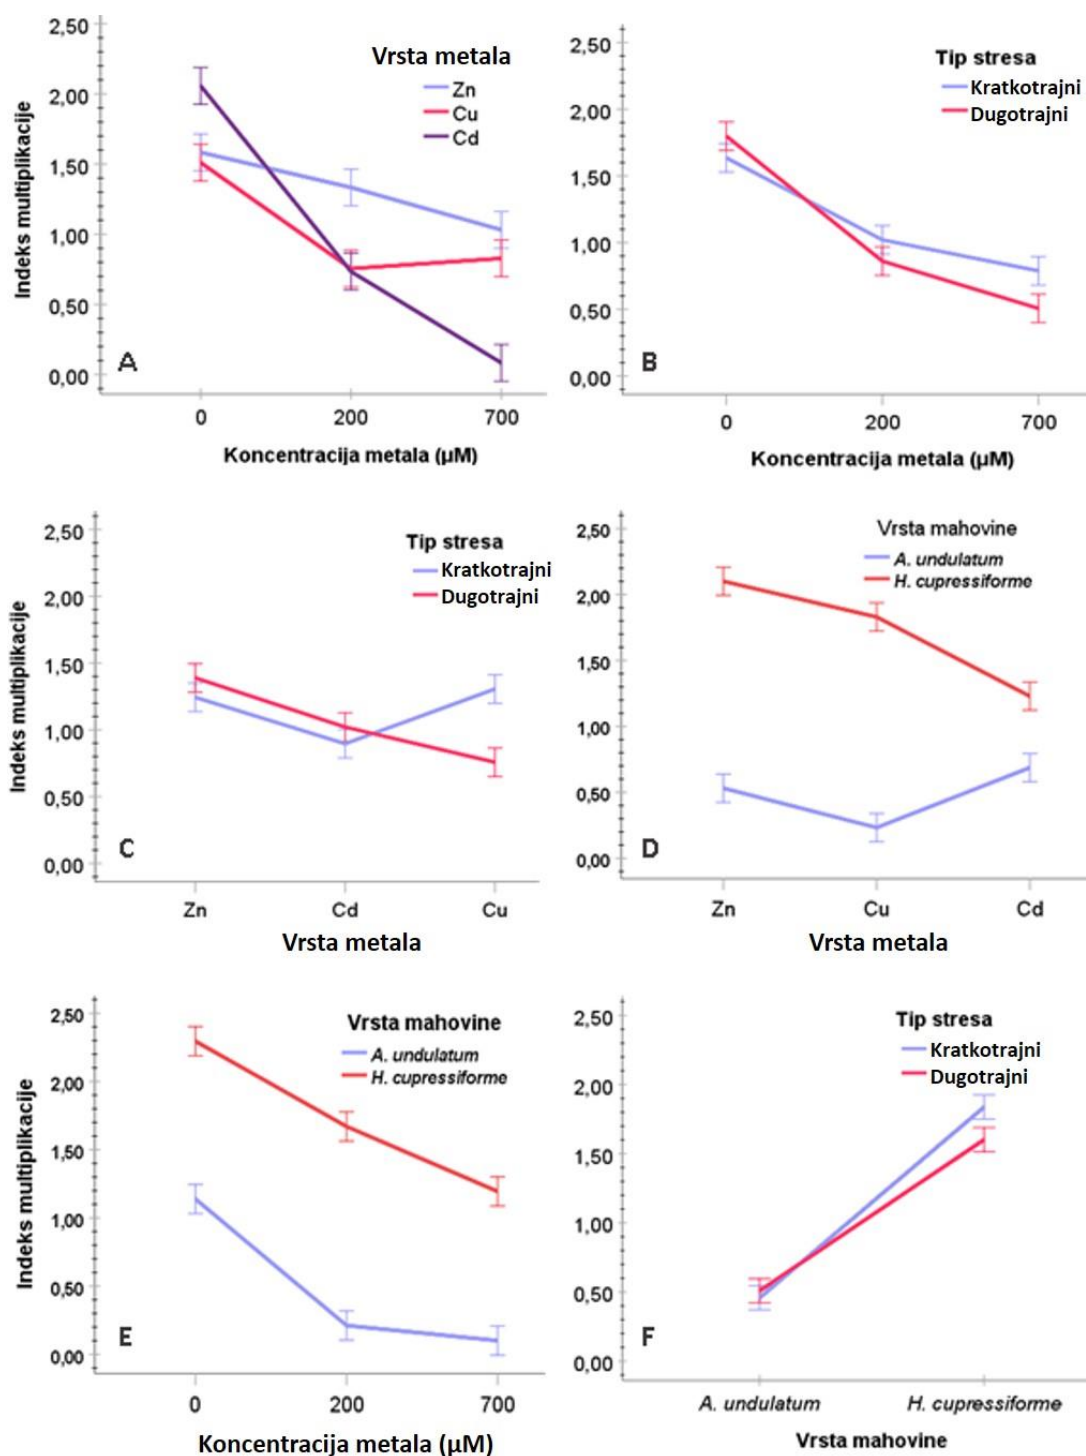 2,50
2,00
1,50
1,00
0,50
0,00
Indeks multiplikacije
Vrsta metala
Zn
Cu
Cd
A
0 200 700
Koncentracija metala (µM)
2,50
2,00
1,50
1,00
0,50
0,00
Tip stresa
Kratkotrajni
Dugotrajni
B
0 200 700
Koncentracija metala (µM)
2,50
2,00
1,50
1,00
0,50
0,00
Indeks multiplikacije
Tip stresa
Kratkotrajni
Dugotrajni
C
Zn Cd Cu
Vrsta metala
2,50
2,00
1,50
1,00
0,50
0,00
Vrsta mahovine
A. undulatum
H. cupressiforme
D
Zn Cu Cd
Vrsta metala
2,50
2,00
1,50
1,00
0,50
0,00
Indeks multiplikacije
Vrsta mahovine
A. undulatum
H. cupressiforme
E
0 200 700
Koncentracija metala (µM)
2,50
2,00
1,50
1,00
0,50
0,00
Tip stresa
Kratkotrajni
Dugotrajni
F
A. undulatum H. cupressiforme
Vrsta mahovine